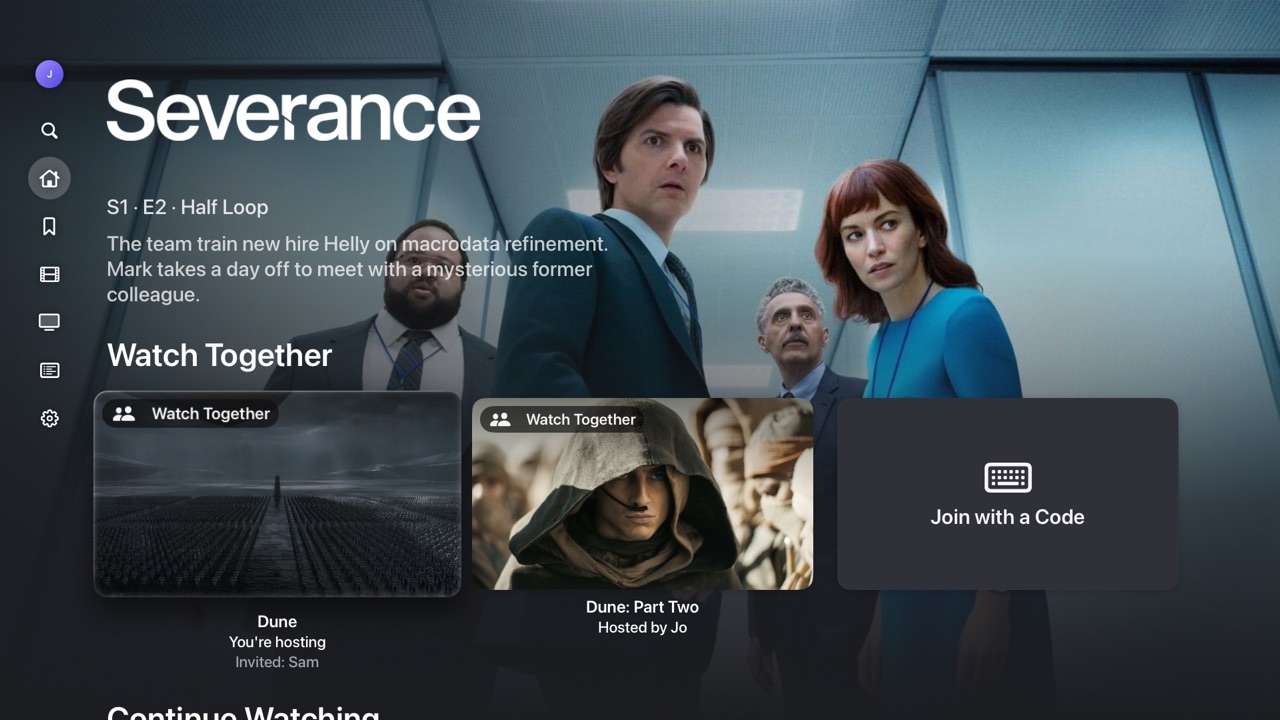 J
Severance
S1 · E2 · Half Loop
The team train new hire Helly on macrodata refinement.
Mark takes a day off to meet with a mysterious former
colleague.
Watch Together
Watch Together
Watch Together
Join with a Code
Dune
You're hosting
Invited: Sam
Dune: Part Two
Hosted by Jo
Continue Watching